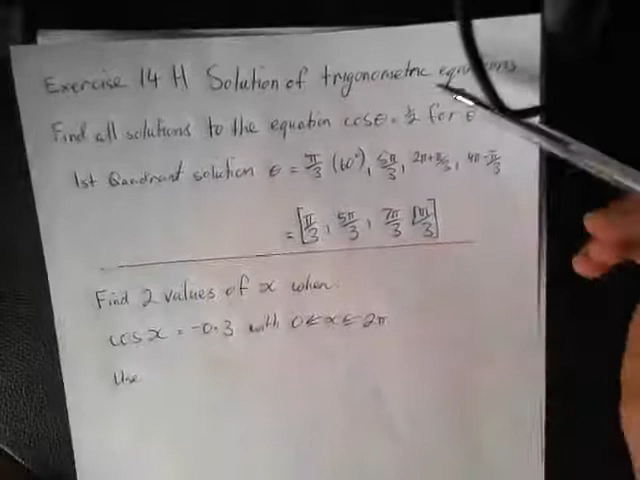 Exercise 14 H Solution of trigonometric equations
Find all solutions to the equation cosθ = ½ for θ
1st Quadrant solution θ = π/3 (60°), 5π/3, 2π+π/3, 4π-π/3
= [π/3, 5π/3, 7π/3 11π/3]
Find 2 values of x when
cos x = -0.3 with 0≤x≤2π
Use